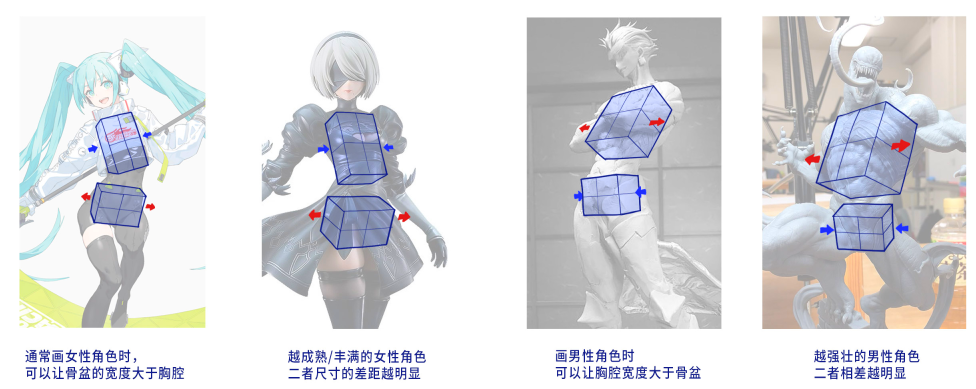 通常画女性角色时，
可以让骨盆的宽度大于胸腔
越成熟/丰满的女性角色
二者尺寸的差距越明显
画男性角色时
可以让胸腔宽度大于骨盆
越强壮的男性角色
二者相差越明显